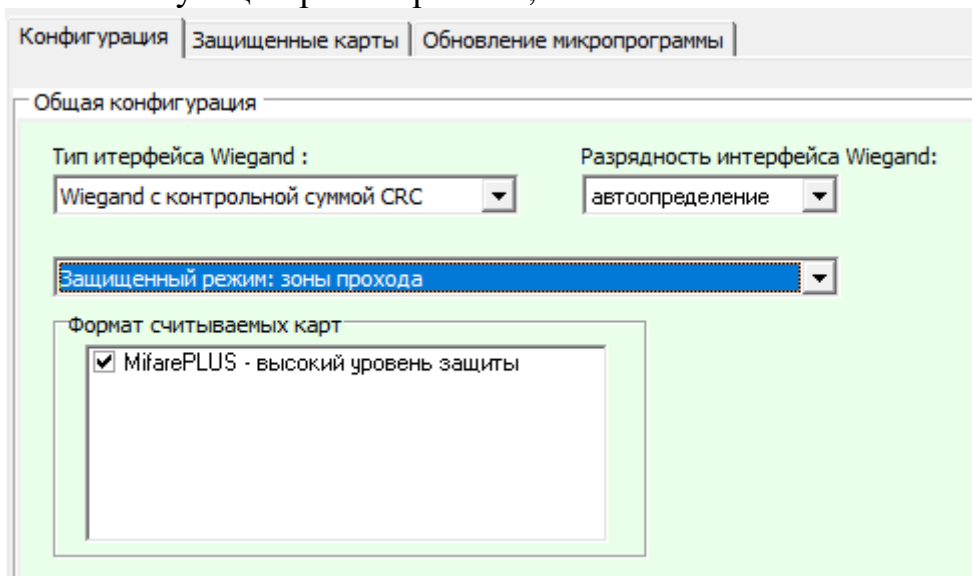 Конфигурация Защищенные карты Обновление микропрограммы
Общая конфигурация
Тип итерфейса Wiegand : Разрядность интерфейса Wiegand:
Wiegand с контрольной суммой CRC автоопределение
Защищенный режим: зоны прохода
Формат считываемых карт
MifarePLUS - высокий уровень защиты